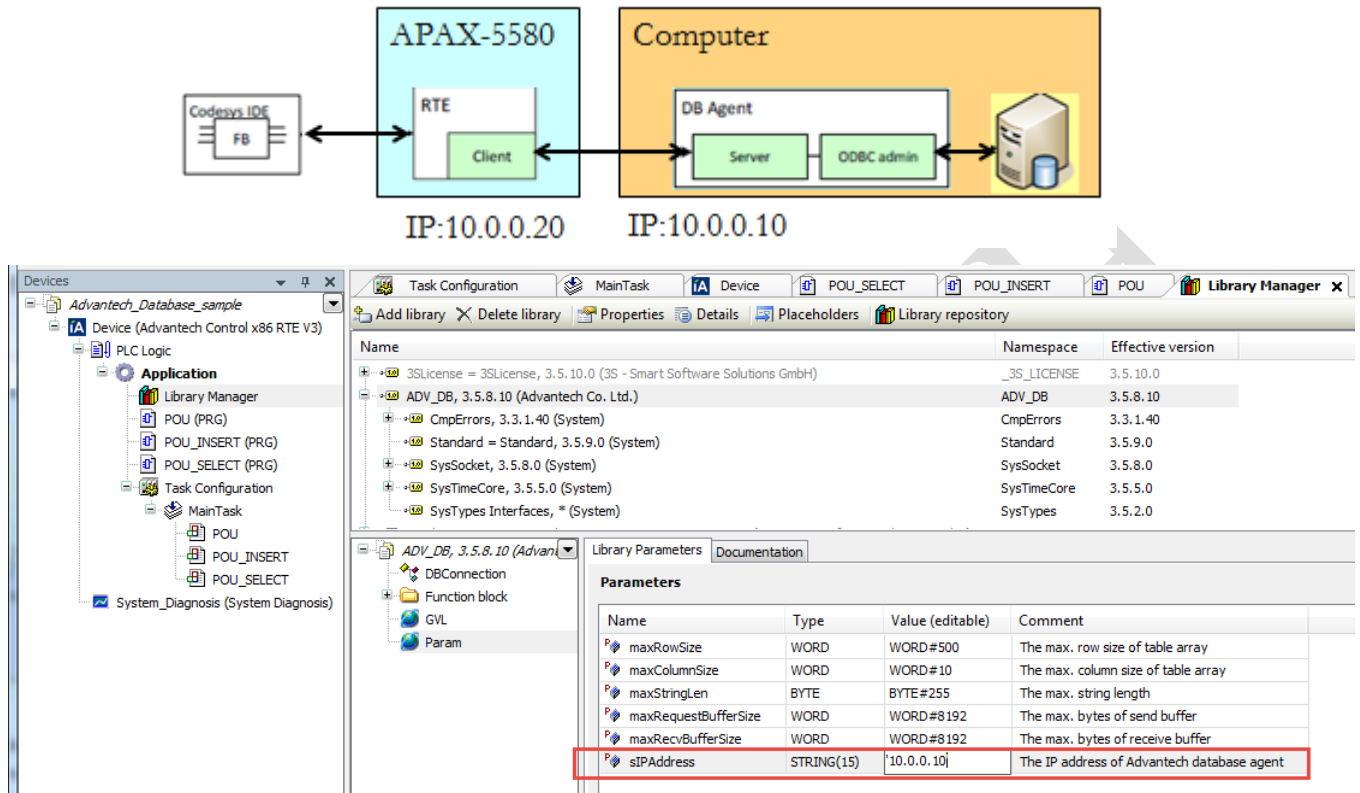 APAX-5580
Computer
Codesys IDE
FB
RTE
Client
DB Agent
Server
ODBC admin
IP:10.0.0.20
IP:10.0.0.10
Devices
Advantech_Database_sample
Device (Advantech Control x86 RTE V3)
PLC Logic
Application
Library Manager
POU (PRG)
POU_INSERT (PRG)
POU_SELECT (PRG)
Task Configuration
MainTask
POU
POU_INSERT
POU_SELECT
System_Diagnosis (System Diagnosis)
Task Configuration MainTask Device POU_SELECT POU_INSERT POU Library Manager
Add library Delete library Properties Details Placeholders Library repository
Name Namespace Effective version
3SLicense = 3SLicense, 3.5.10.0 (3S - Smart Software Solutions GmbH) _3S_LICENSE 3.5.10.0
ADV_DB, 3.5.8.10 (Advantech Co. Ltd.) ADV_DB 3.5.8.10
CmpErrors, 3.3.1.40 (System) CmpErrors 3.3.1.40
Standard = Standard, 3.5.9.0 (System) Standard 3.5.9.0
SysSocket, 3.5.8.0 (System) SysSocket 3.5.8.0
SysTimeCore, 3.5.5.0 (System) SysTimeCore 3.5.5.0
SysTypes Interfaces, * (System) SysTypes 3.5.2.0
ADV_DB, 3.5.8.10 (Advan
DBConnection
Function block
GVL
Param
Library Parameters Documentation
Parameters
Name Type Value (editable) Comment
maxRowSize WORD WORD#500 The max. row size of table array
maxColumnSize WORD WORD#10 The max. column size of table array
maxStringLen BYTE BYTE#255 The max. string length
maxRequestBufferSize WORD WORD#8192 The max. bytes of send buffer
maxRecvBufferSize WORD WORD#8192 The max. bytes of receive buffer
sIPAddress STRING(15) '10.0.0.10 The IP address of Advantech database agent